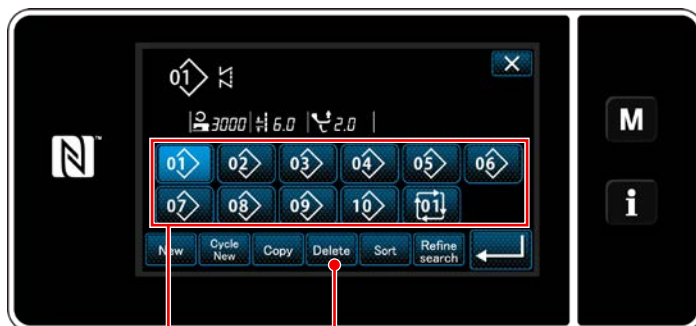 01
3000 6.0 2.0
01 02 03 04 05 06
07 08 09 10 01
New Cycle New Copy Delete Sort Refine search
M
i
N